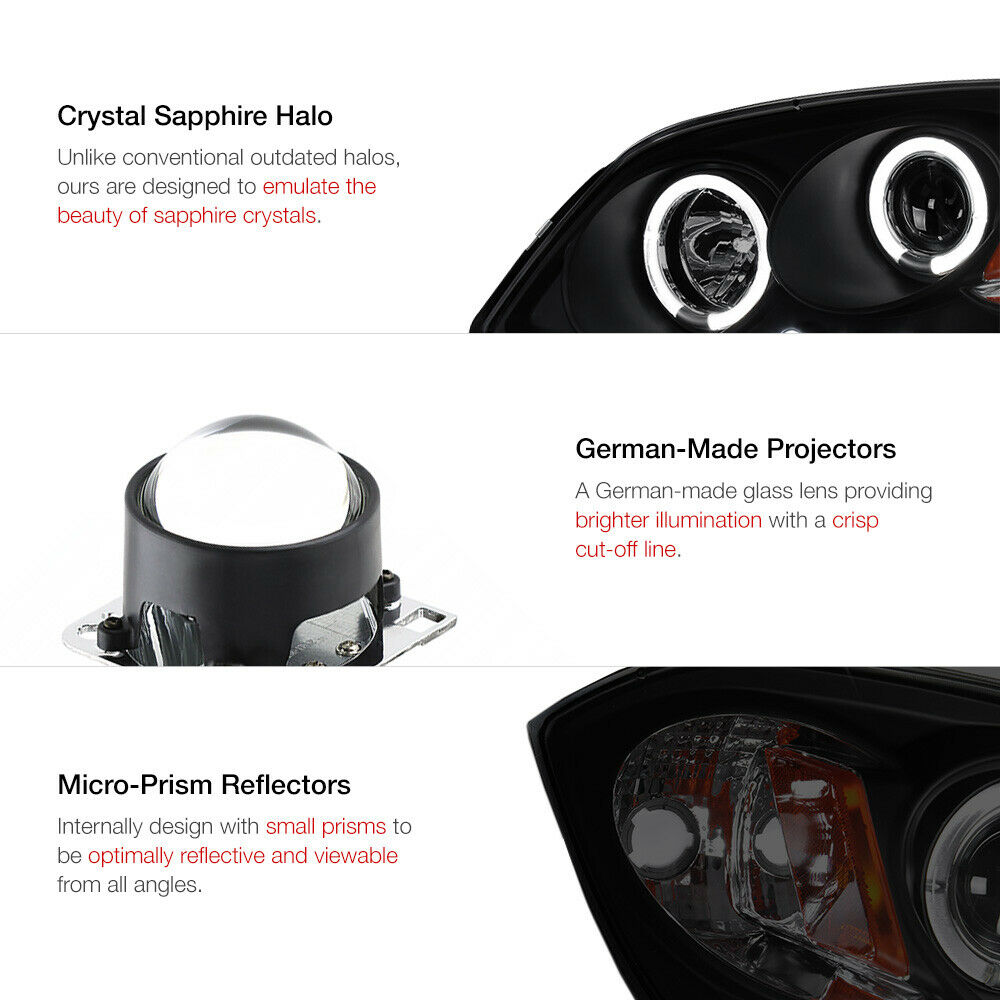 Crystal Sapphire Halo
Unlike conventional outdated halos,
ours are designed to emulate the
beauty of sapphire crystals.
German-Made Projectors
A German-made glass lens providing
brighter illumination with a crisp
cut-off line.
Micro-Prism Reflectors
Internally design with small prisms to
be optimally reflective and viewable
from all angles.